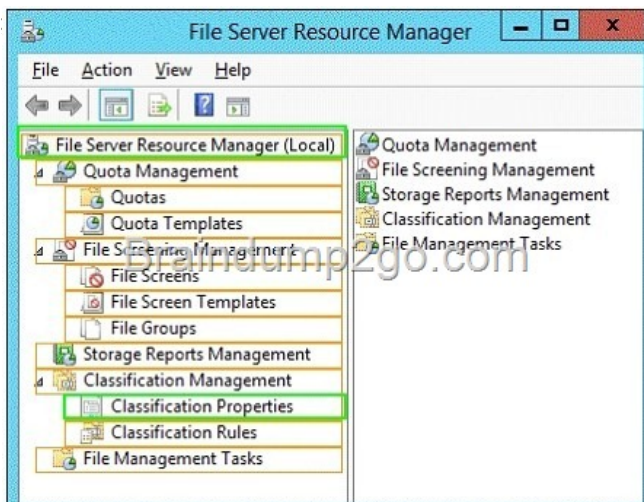 File Server Resource Manager
File Action View Help
File Server Resource Manager (Local)
Quota Management
Quotas
Quota Templates
File Screening Management
File Screens
File Screen Templates
File Groups
Storage Reports Management
Classification Management
Classification Properties
Classification Rules
File Management Tasks
Quota Management
File Screening Management
Storage Reports Management
Classification Management
File Management Tasks
Braindump2go.com